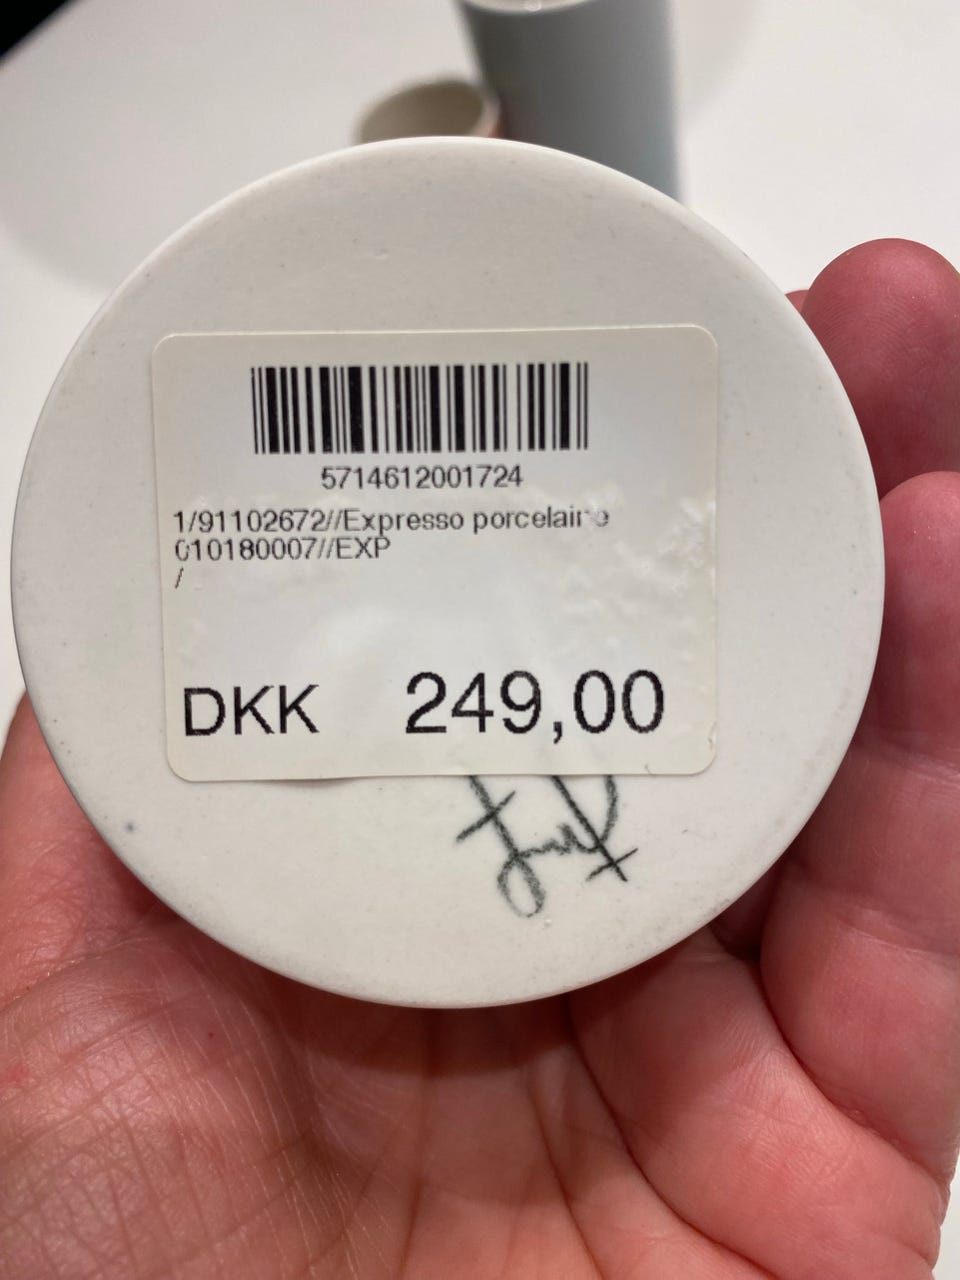 5714612001724
1/91102672//Expresso porcelaine
010180007//EXP
/
DKK 249,00